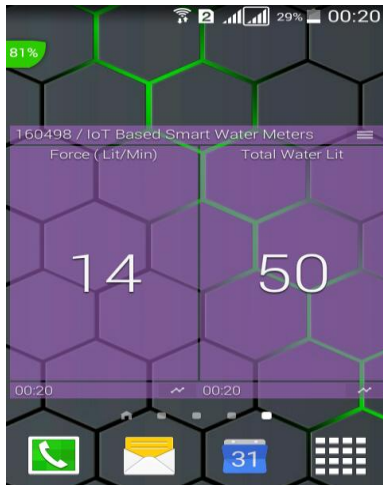 2 29% 00:20
81%
160498 / IoT Based Smart Water Meters
Force ( Lit/Min) Total Water Lit
14 50
00:20 00:20
31